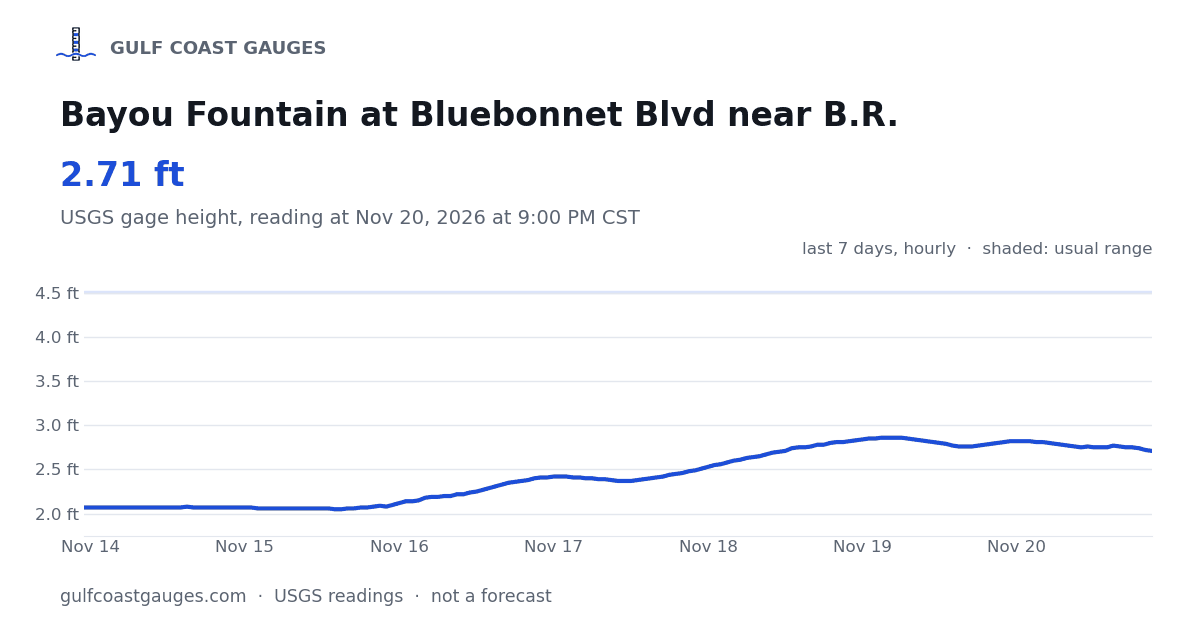 GULF COAST GAUGES
Bayou Fountain at Bluebonnet Blvd near B.R.
2.71 ft
USGS gage height, reading at Nov 20, 2026 at 9:00 PM CST
last 7 days, hourly · shaded: usual range
4.5 ft
4.0 ft
3.5 ft
3.0 ft
2.5 ft
2.0 ft
Nov 14 Nov 15 Nov 16 Nov 17 Nov 18 Nov 19 Nov 20
gulfcoastgauges.com · USGS readings · not a forecast